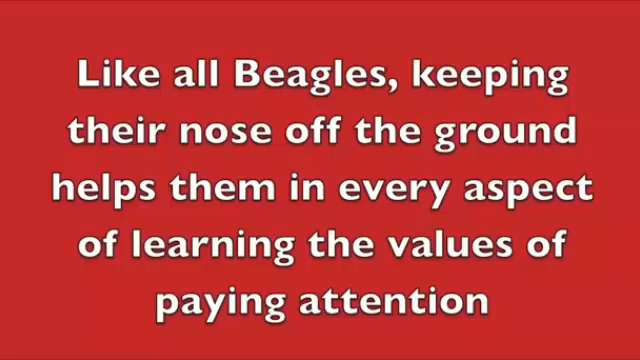 Like all Beagles, keeping
their nose off the ground
helps them in every aspect
of learning the values of
paying attention